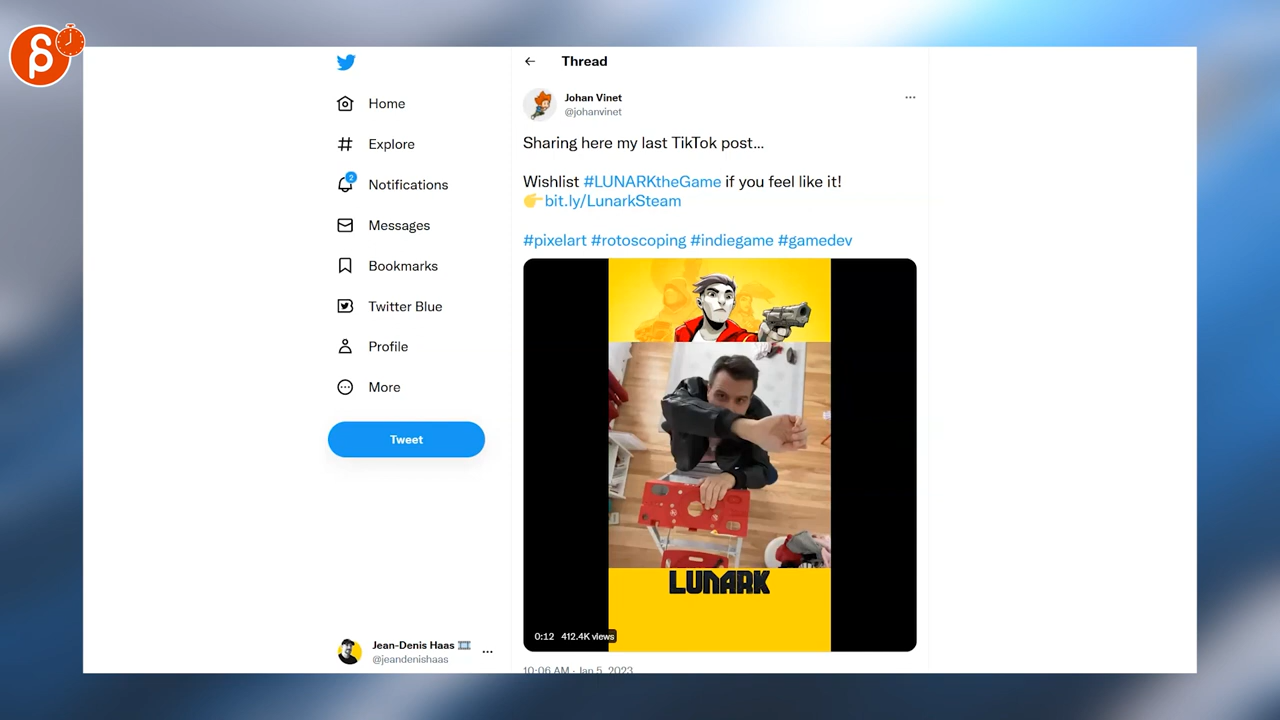 Thread
Home
Explore
2
Notifications
Messages
Bookmarks
Twitter Blue
Profile
More
Tweet
Jean-Denis Haas
@jeandenishaas
Johan Vinet
@johanvinet
Sharing here my last TikTok post...
Wishlist #LUNARKtheGame if you feel like it!
👉bit.ly/LunarkSteam
#pixelart #rotoscoping #indiegame #gamedev
LUNARK
0:12 412.4K views
10:06 AM · Jan 5, 2023